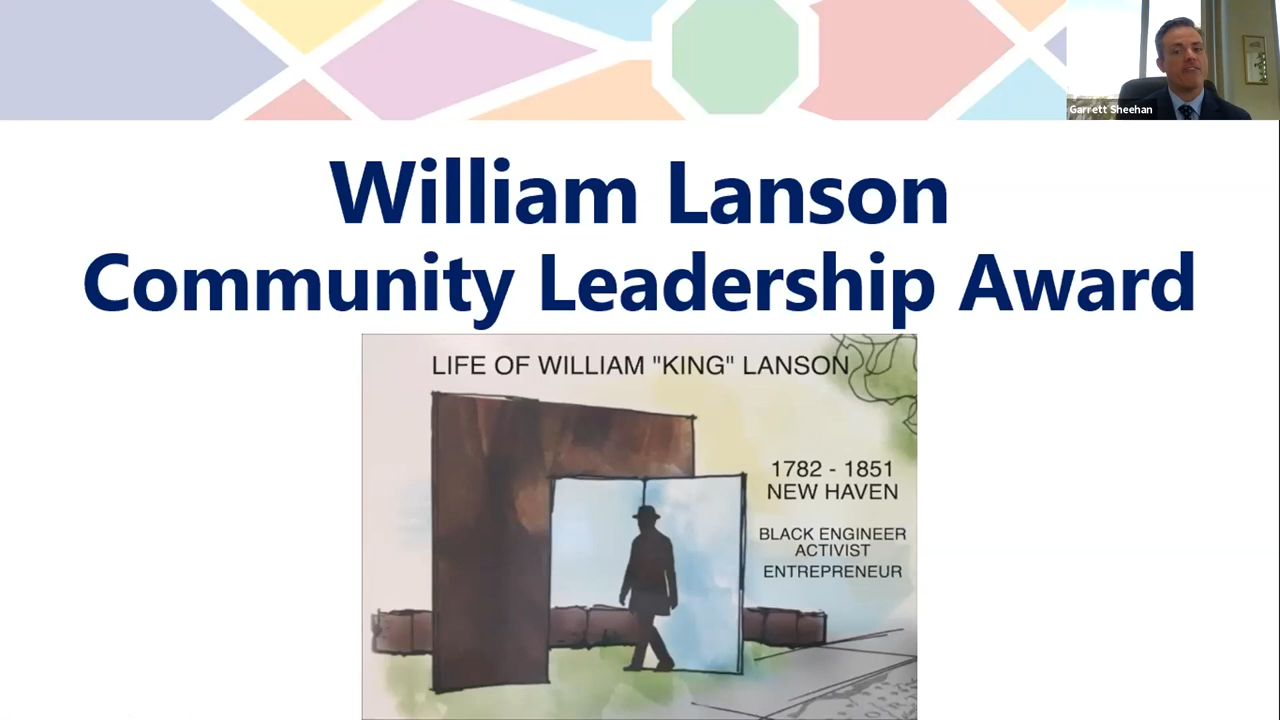 Garrett Sheehan
William Lanson
Community Leadership Award
LIFE OF WILLIAM "KING" LANSON
1782 - 1851
NEW HAVEN
BLACK ENGINEER
ACTIVIST
ENTREPRENEUR